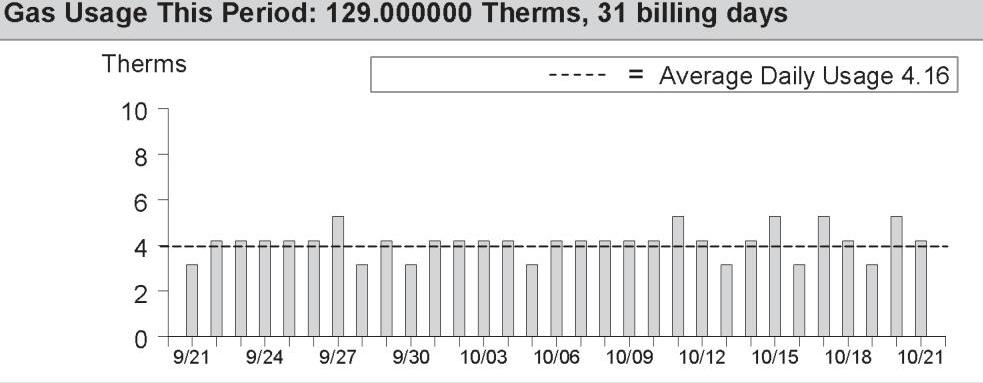 Gas Usage This Period: 129.000000 Therms, 31 billing days
Therms
----- = Average Daily Usage 4.16
10
8
6
4
2
0
9/21 9/24 9/27 9/30 10/03 10/06 10/09 10/12 10/15 10/18 10/21